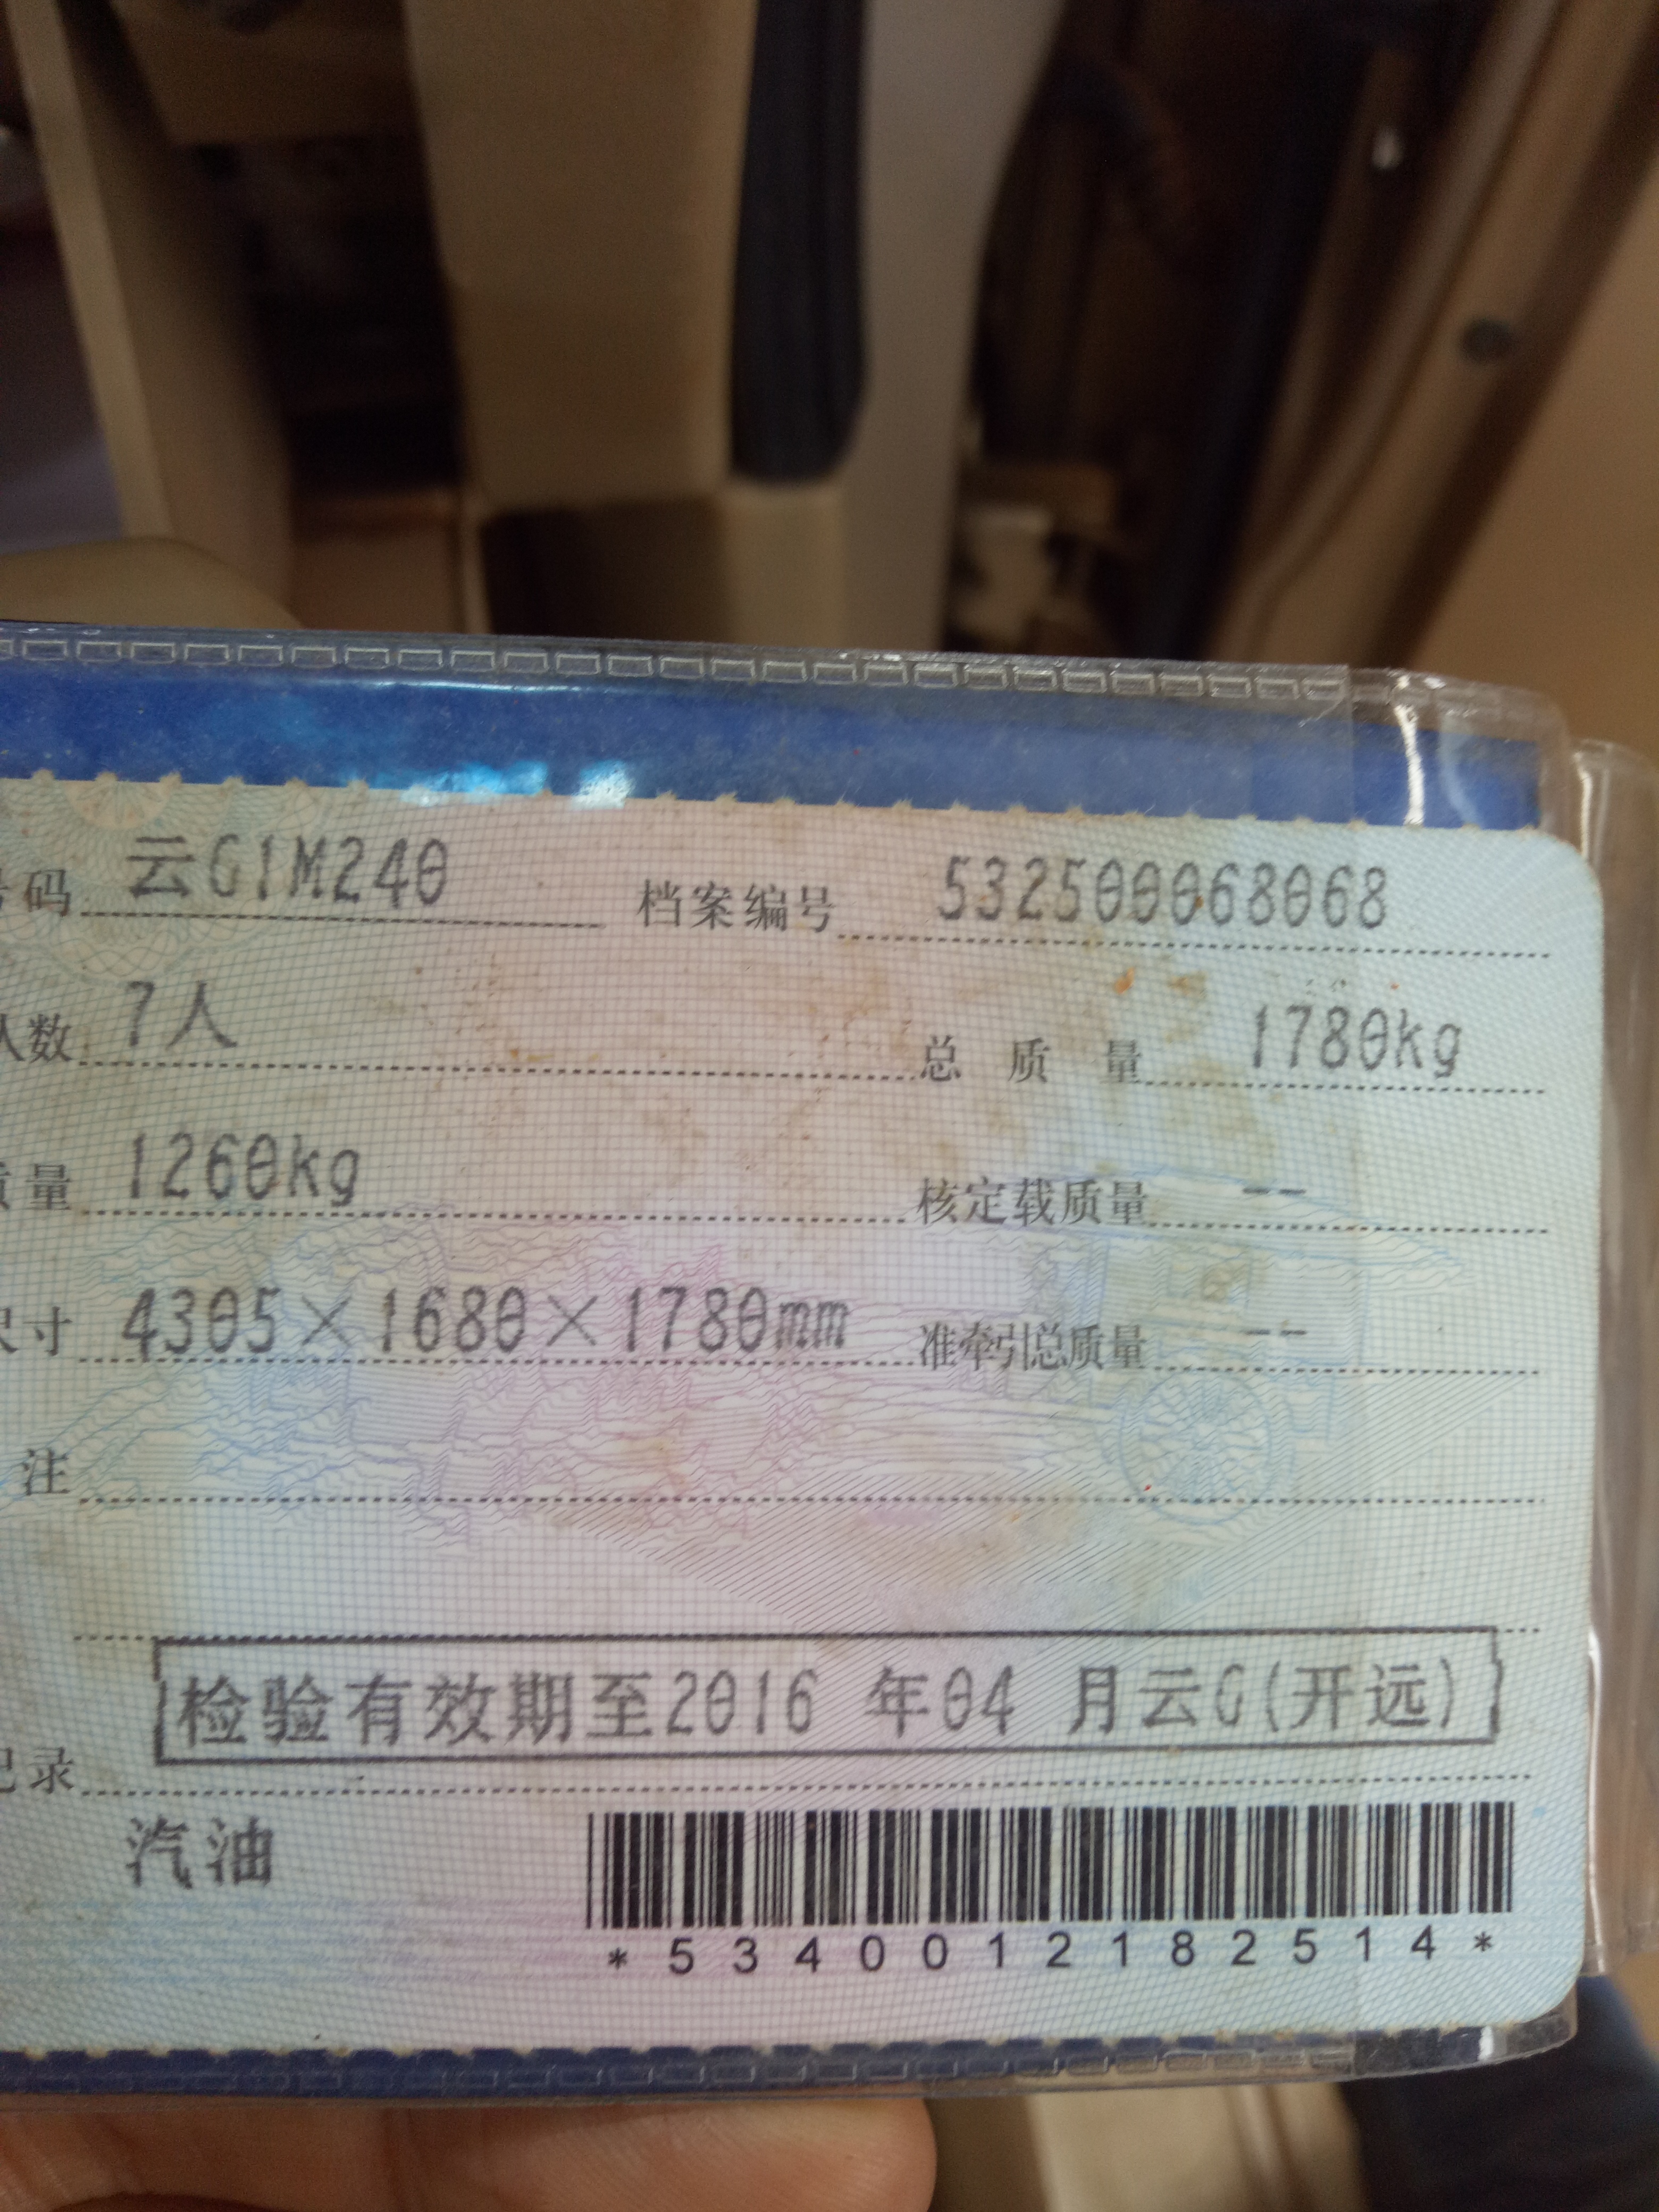 号码 云G1M240 档案编号 532500068068
人数 7人 总质量 1780kg
质量 1260kg 核定载质量 --
尺寸 4305×1680×1780mm 准牵引总质量 --
注
检验有效期至2016 年04 月云G(开远)
记录
汽油
*5340012182514*